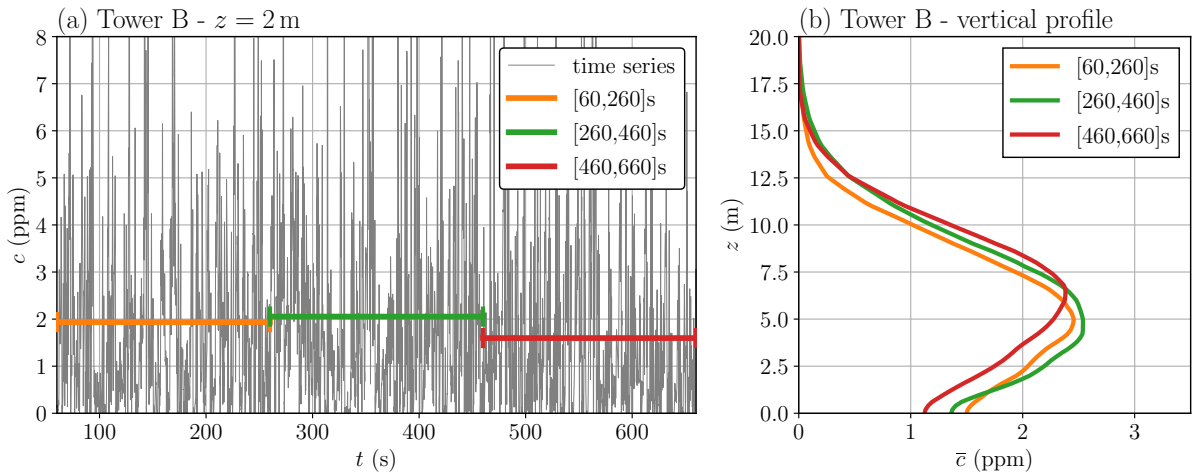 (a) Tower B - z = 2 m
8
7
6
5
4
3
2
1
0
c (ppm)
100
200
300
400
500
600
t (s)
time series
[60,260]s
[260,460]s
[460,660]s
(b) Tower B - vertical profile
20.0
17.5
15.0
12.5
10.0
7.5
5.0
2.5
0.0
z (m)
0
1
2
3
c̅ (ppm)
[60,260]s
[260,460]s
[460,660]s